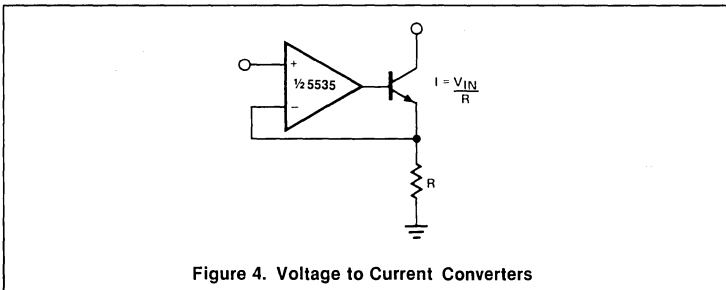 +
½ 5535
−
I = V_IN
R
R
Figure 4. Voltage to Current Converters